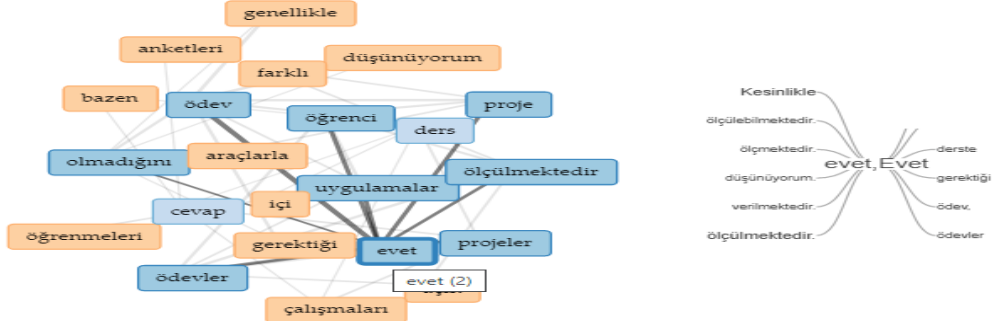 genellikle
anketleri
düşünüyorum
farklı
bazen
ödev
öğrenci
proje
ders
olmadığını
araçlarla
uygulamalar
ölçülmektedir
cevap
içi
öğrenmeleri
gerektiği
evet
projeler
ödevler
evet (2)
çalışmaları
Kesinlikle
ölçülebilmektedir.
ölçmektedir.
düşünüyorum.
verilmektedir.
ölçülmektedir.
evet,Evet
derste
gerektiği
ödev,
ödevler